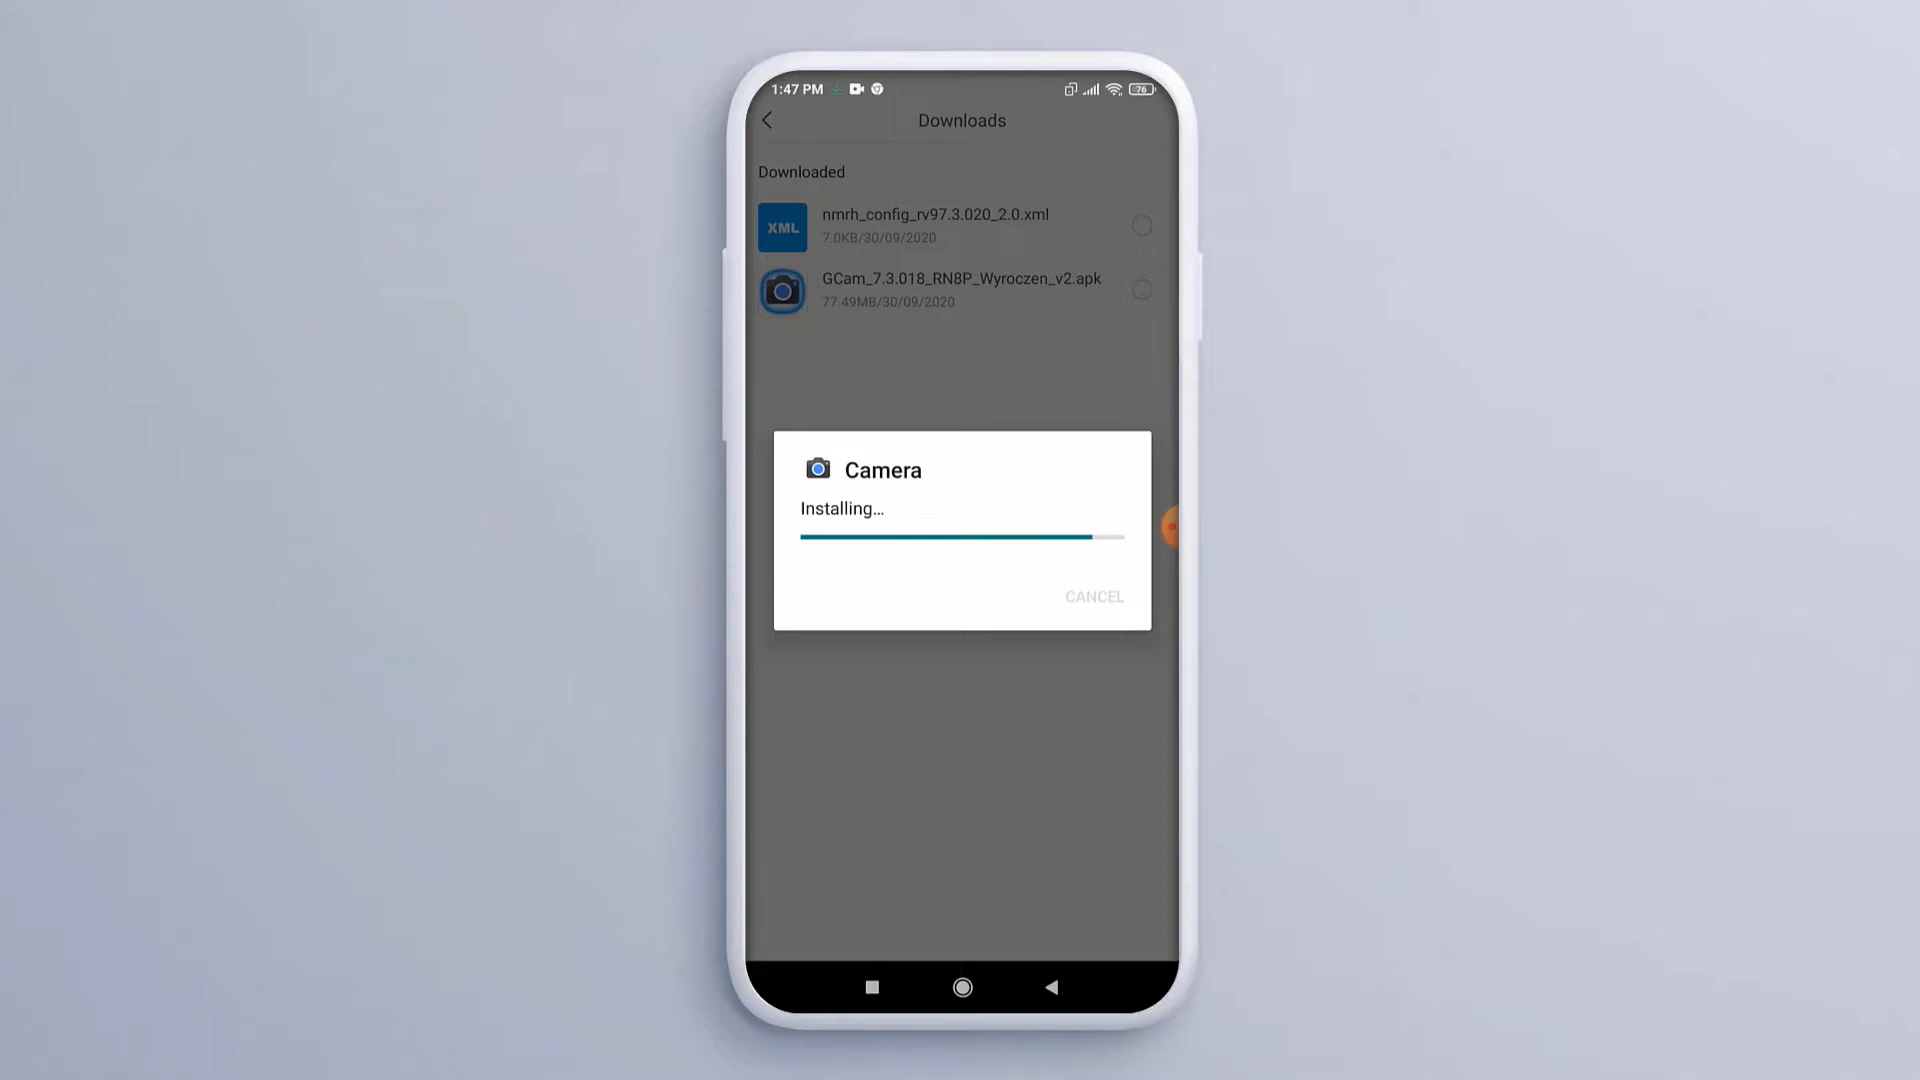 1:47 PM
76
Downloads
Downloaded
XML
nmrh_config_rv97.3.020_2.0.xml
7.0KB/30/09/2020
GCam_7.3.018_RN8P_Wyroczen_v2.apk
77.49MB/30/09/2020
Camera
Installing...
CANCEL